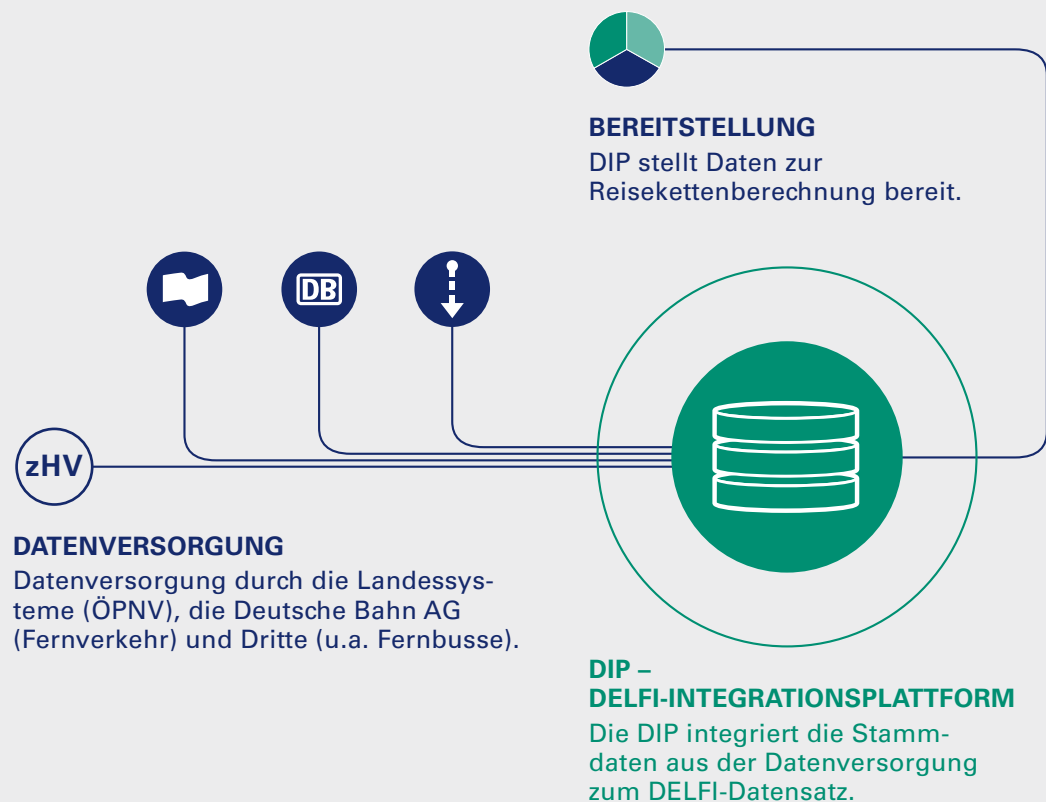 BEREITSTELLUNG
DIP stellt Daten zur
Reisekettenberechnung bereit.
DB
zHV
DATENVERSORGUNG
Datenversorgung durch die Landessys-
teme (ÖPNV), die Deutsche Bahn AG
(Fernverkehr) und Dritte (u.a. Fernbusse).
DIP –
DELFI-INTEGRATIONSPLATTFORM
Die DIP integriert die Stamm-
daten aus der Datenversorgung
zum DELFI-Datensatz.